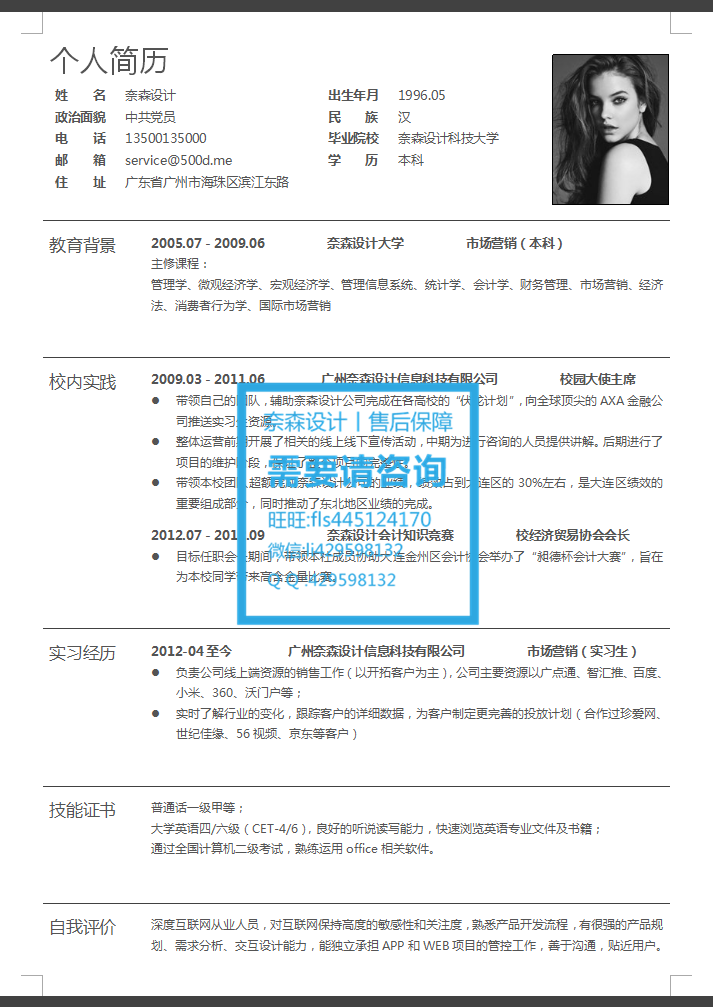 个人简历
姓 名 奈森设计 出生年月 1996.05
政治面貌 中共党员 民 族 汉
电 话 13500135000 毕业院校 奈森设计科技大学
邮 箱 service@500d.me 学 历 本科
住 址 广东省广州市海珠区滨江东路
教育背景 2005.07 - 2009.06 奈森设计大学 市场营销（本科）
主修课程：
管理学、微观经济学、宏观经济学、管理信息系统、统计学、会计学、财务管理、市场营销、经济
法、消费者行为学、国际市场营销
校内实践 2009.03 - 2011.06 广州奈森设计信息科技有限公司 校园大使主席
● 带领自己的团队，辅助奈森设计公司完成在各高校的“伏花计划”，向全球顶尖的 AXA 金融公
司推送实习生资源。
奈森设计丨售后保障
● 整体运营前期开展了相关的线上线下宣传活动，中期为进行咨询的人员提供讲解。后期进行了
项目的维护阶段，
需要请咨询
● 带领本校团队超额完成奈森设计公司的业绩，绩效占到大连区的 30%左右，是大连区绩效的
重要组成部分，同时推动了东北地区业绩的完成。
旺旺:fls445124170
2012.07 - 09 奈森设计会计知识竞赛 校经济贸易协会会长
微信:lj429598132
● 目标任职会长期间，带领本社成员协助大连金州区会计协会举办了“昶德杯会计大赛”，旨在
为本校同学带来高含金量比赛。
Q Q :429598132
实习经历 2012-04 至今 广州奈森设计信息科技有限公司 市场营销（实习生）
● 负责公司线上端资源的销售工作（以开拓客户为主），公司主要资源以广点通、智汇推、百度、
小米、360、沃门户等；
● 实时了解行业的变化，跟踪客户的详细数据，为客户制定更完善的投放计划（合作过珍爱网、
世纪佳缘、56 视频、京东等客户）
技能证书 普通话一级甲等；
大学英语四/六级（CET-4/6），良好的听说读写能力，快速浏览英语专业文件及书籍；
通过全国计算机二级考试，熟练运用 office 相关软件。
自我评价 深度互联网从业人员，对互联网保持高度的敏感性和关注度，熟悉产品开发流程，有很强的产品规
划、需求分析、交互设计能力，能独立承担 APP 和 WEB 项目的管控工作，善于沟通，贴近用户。